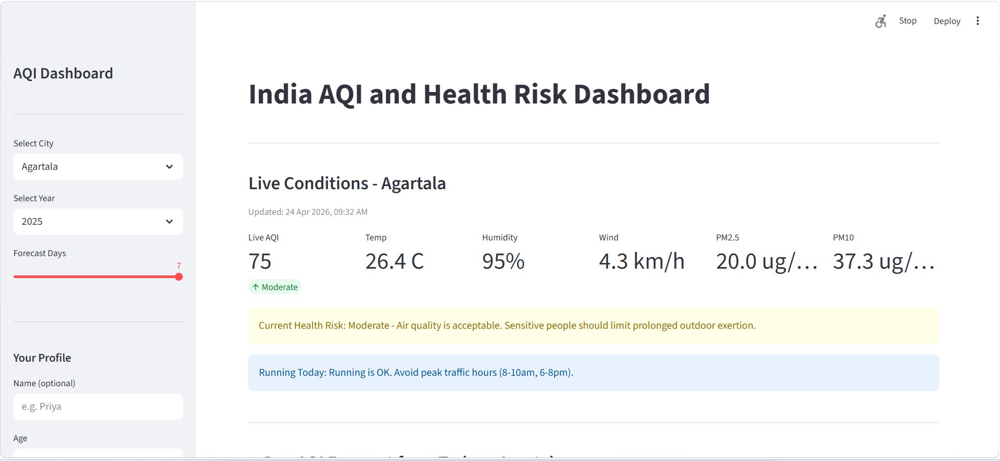 Stop
Deploy
AQI Dashboard
Select City
Agartala
Select Year
2025
Forecast Days
7
Your Profile
Name (optional)
e.g. Priya
Age
India AQI and Health Risk Dashboard
Live Conditions - Agartala
Updated: 24 Apr 2026, 09:32 AM
Live AQI
75
↑ Moderate
Temp
26.4 C
Humidity
95%
Wind
4.3 km/h
PM2.5
20.0 ug/...
PM10
37.3 ug/...
Current Health Risk: Moderate - Air quality is acceptable. Sensitive people should limit prolonged outdoor exertion.
Running Today: Running is OK. Avoid peak traffic hours (8-10am, 6-8pm).